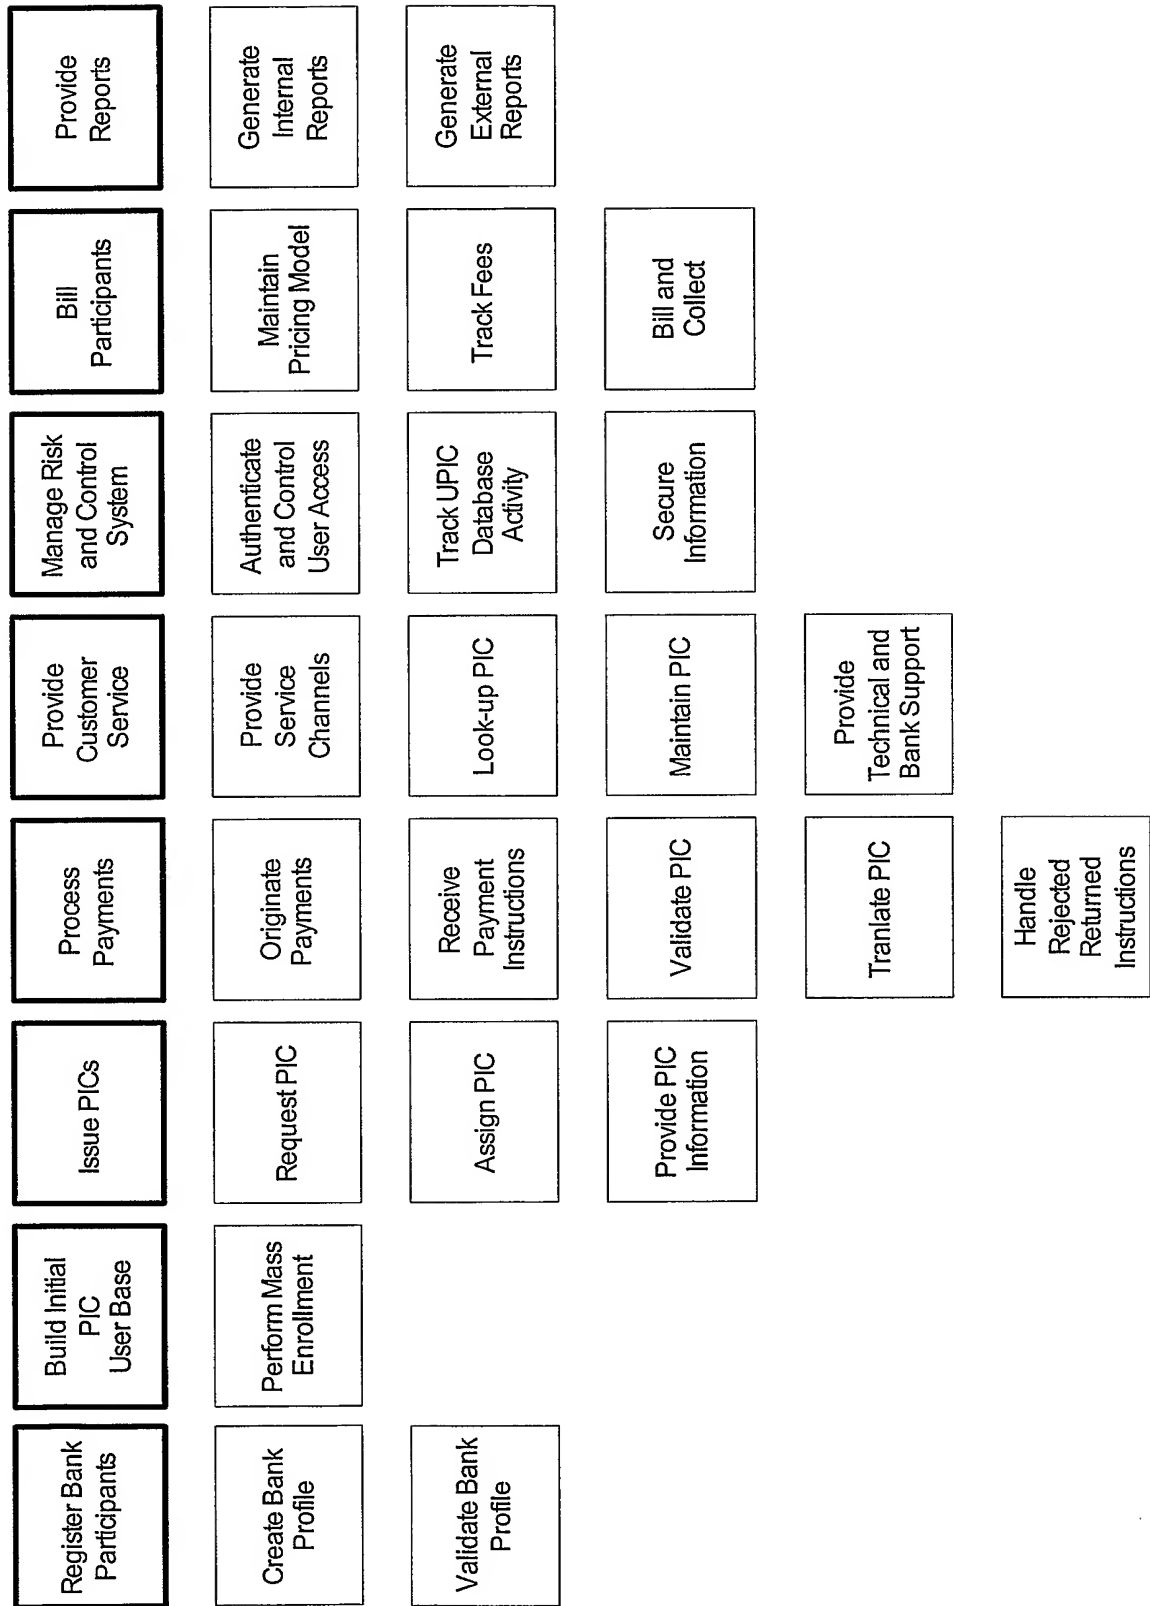 Register Bank
Participants
Build Initial
PIC
User Base
Issue PICs
Process
Payments
Provide
Customer
Service
Manage Risk
and Control
System
Bill
Participants
Provide
Reports
Create Bank
Profile
Perform Mass
Enrollment
Request PIC
Originate
Payments
Provide
Service
Channels
Authenticate
and Control
User Access
Maintain
Pricing Model
Generate
Internal
Reports
Validate Bank
Profile
Assign PIC
Receive
Payment
Instructions
Look-up PIC
Track UPIC
Database
Activity
Track Fees
Generate
External
Reports
Provide PIC
Information
Validate PIC
Maintain PIC
Secure
Information
Bill and
Collect
Tranlate PIC
Provide
Technical and
Bank Support
Handle
Rejected
Returned
Instructions